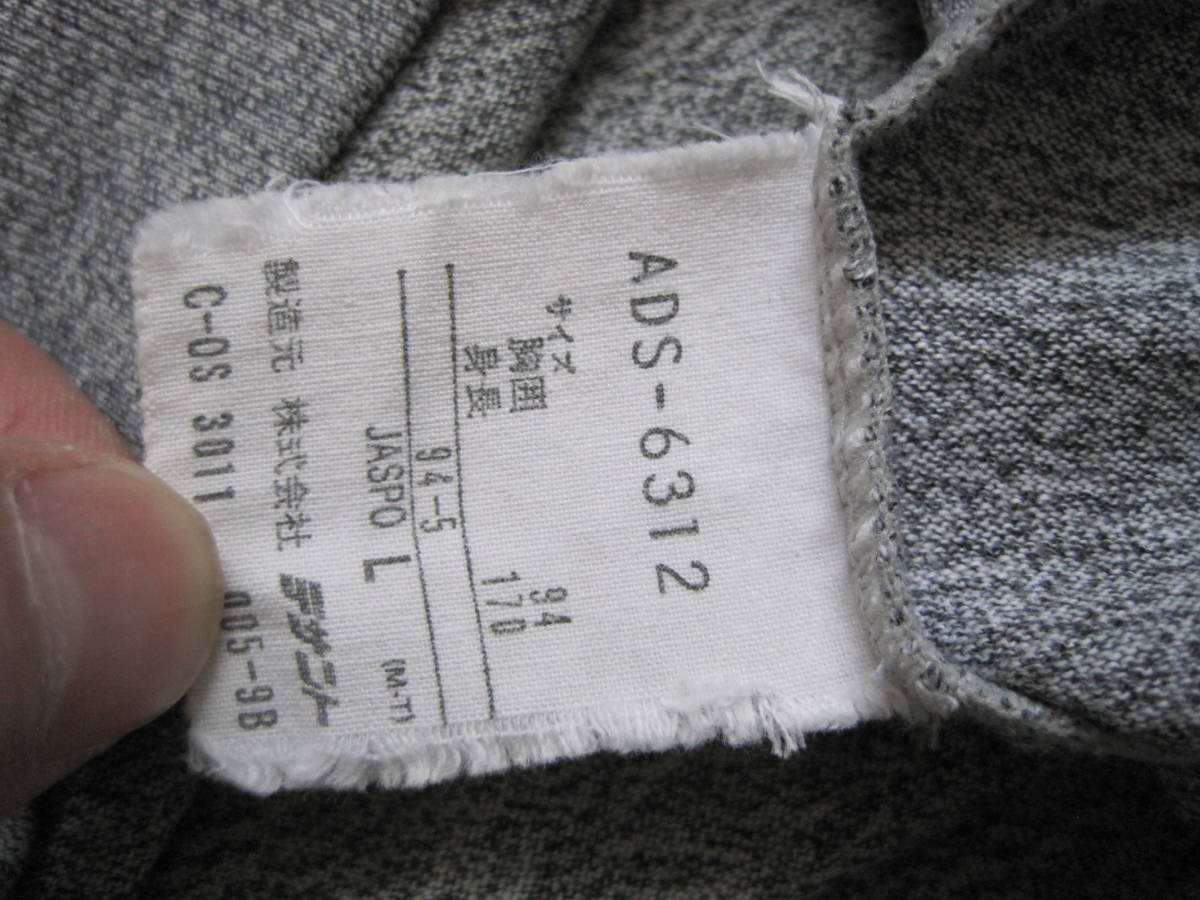 ADS-6312
サイズ
胸囲 94
身長 170
94-5
JASPO L (M·T)
製造元 株式会社 デサント
C-OS 3011 005-9B